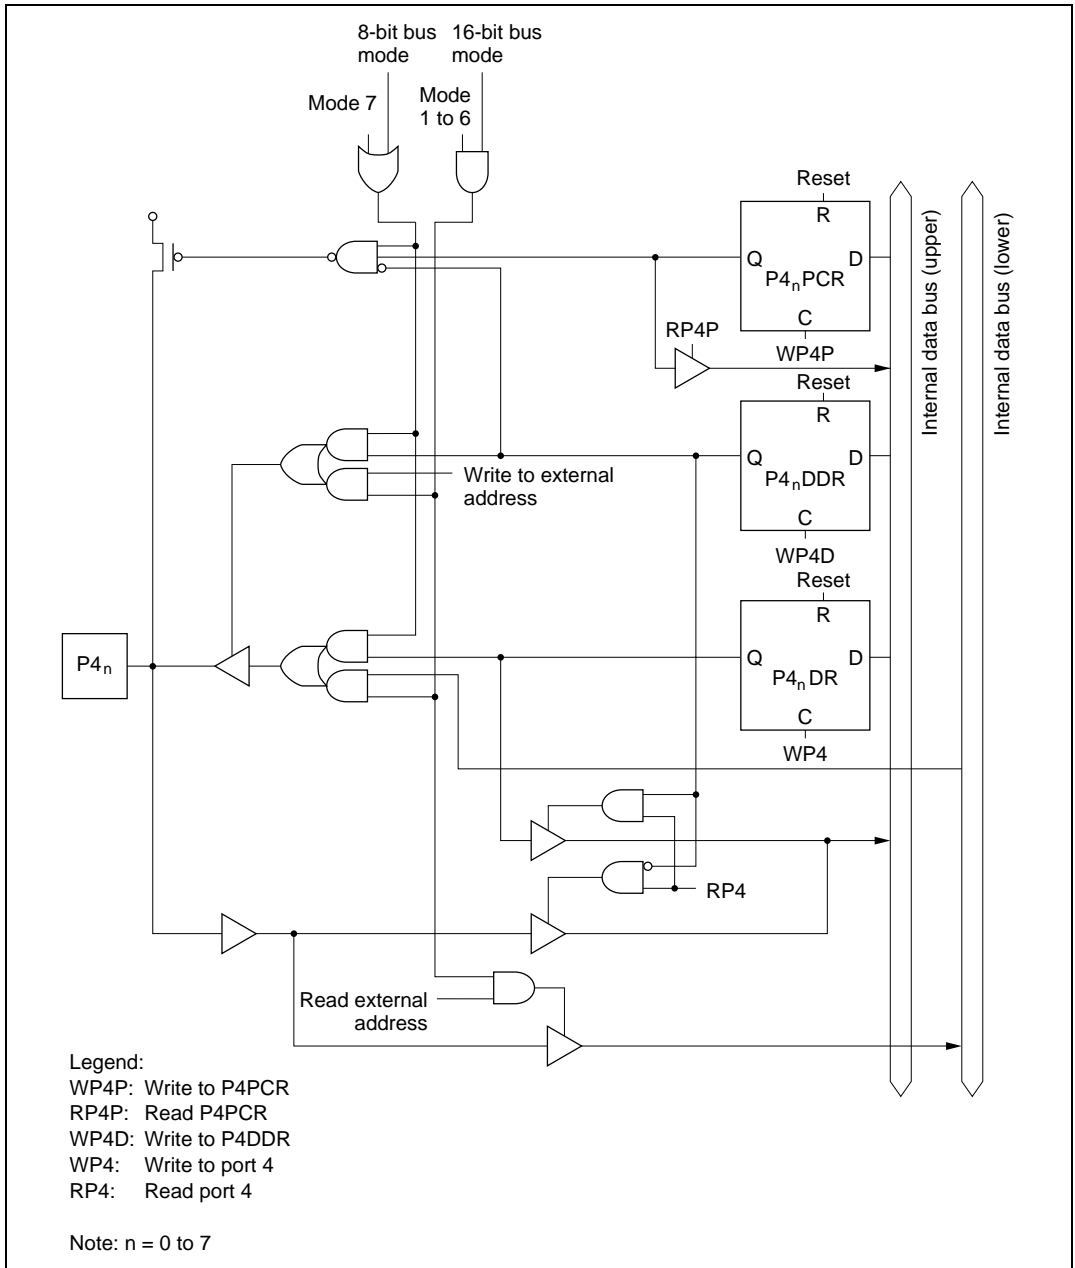 8-bit bus
mode
16-bit bus
mode
Mode 7
Mode
1 to 6
Reset
R
Q
D
P4nPCR
C
WP4P
RP4P
Internal data bus (upper)
Internal data bus (lower)
Reset
R
Q
D
P4nDDR
C
WP4D
Write to external
address
Reset
R
Q
D
P4n DR
C
WP4
P4n
RP4
Read external
address
Legend:
WP4P: Write to P4PCR
RP4P: Read P4PCR
WP4D: Write to P4DDR
WP4: Write to port 4
RP4: Read port 4
Note: n = 0 to 7